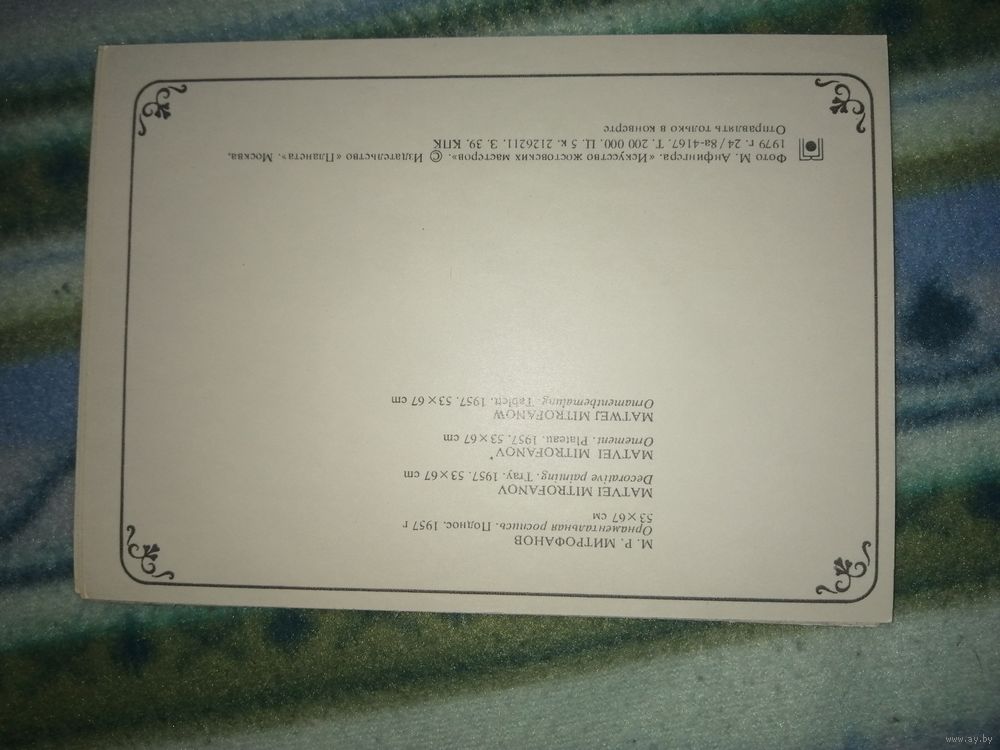 М. Р. МИТРОФАНОВ
Орнаментальная роспись. Поднос. 1957 г
53×67 см
MATVEI MITROFANOV
Decorative painting. Tray. 1957. 53×67 cm
MATVEI MITROFANOV
Ornement. Plateau. 1957. 53×67 cm
MATWEJ MITROFANOW
Ornamentbemalung. Tablett. 1957. 53×67 cm
Фото М. Анфингера. «Искусство жостовских мастеров». © Издательство «Планета». Москва.
1979 г. 24/8а-4167. Т. 200 000. Ц. 5 к. 2126211. З. 39. КПК
Отправлять только в конверте
www.ay.by